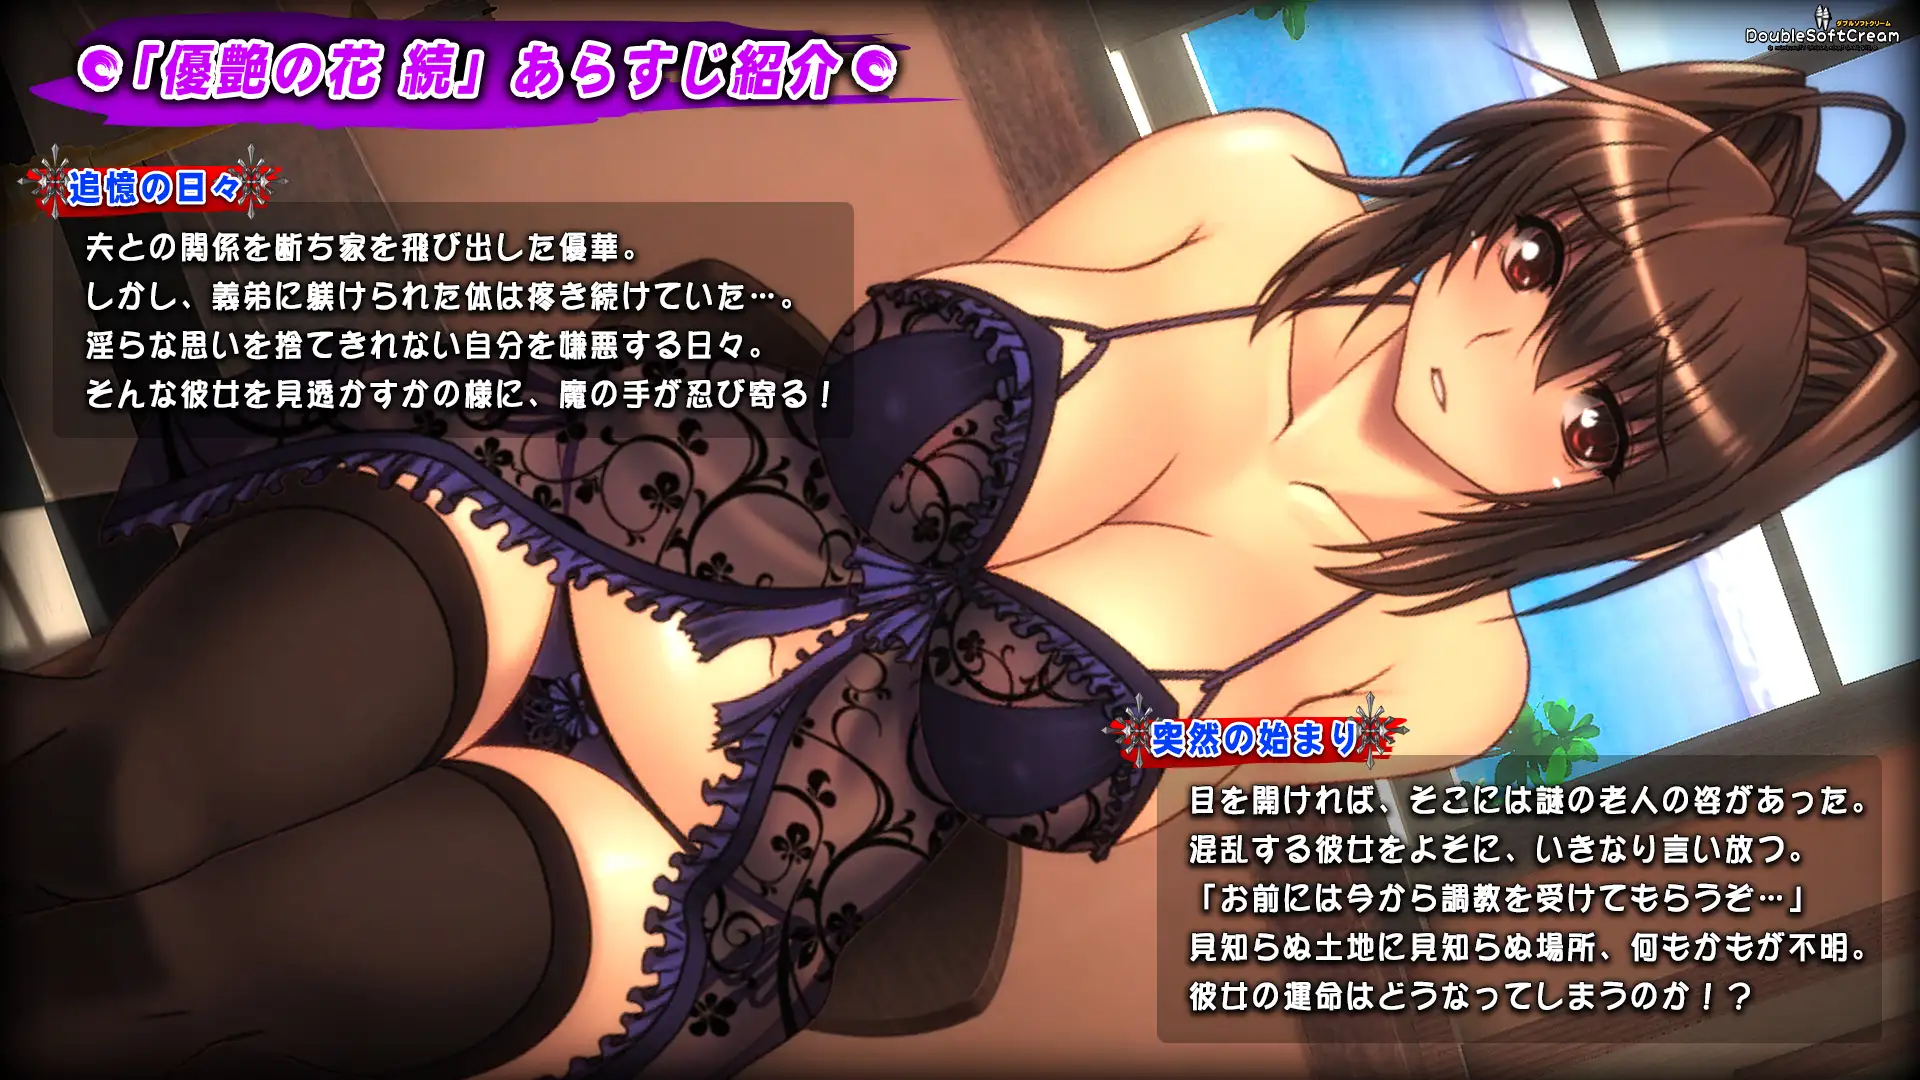 ダブルソフトクリーム
DoubleSoftCream
「優艶の花 続」あらすじ紹介
追憶の日々
夫との関係を断ち家を飛び出した優華。
しかし、義弟に躾けられた体は疼き続けていた…。
淫らな思いを捨てきれない自分を嫌悪する日々。
そんな彼女を見透かすかの様に、魔の手が忍び寄る！
突然の始まり
目を開ければ、そこには謎の老人の姿があった。
混乱する彼女をよそに、いきなり言い放つ。
「お前には今から調教を受けてもらうぞ…」
見知らぬ土地に見知らぬ場所、何もかもが不明。
彼女の運命はどうなってしまうのか！？